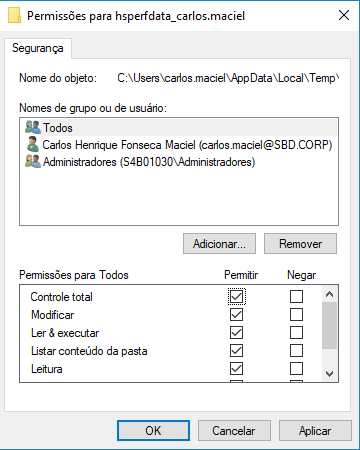 Permissões para hsperfdata_carlos.maciel
Segurança
Nome do objeto: C:\Users\carlos.maciel\AppData\Local\Temp\
Nomes de grupo ou de usuário:
Todos
Carlos Henrique Fonseca Maciel (carlos.maciel@SBD.CORP)
Administradores (S4B01030\Administradores)
Adicionar... Remover
Permissões para Todos Permitir Negar
Controle total
Modificar
Ler & executar
Listar conteúdo da pasta
Leitura
OK Cancelar Aplicar